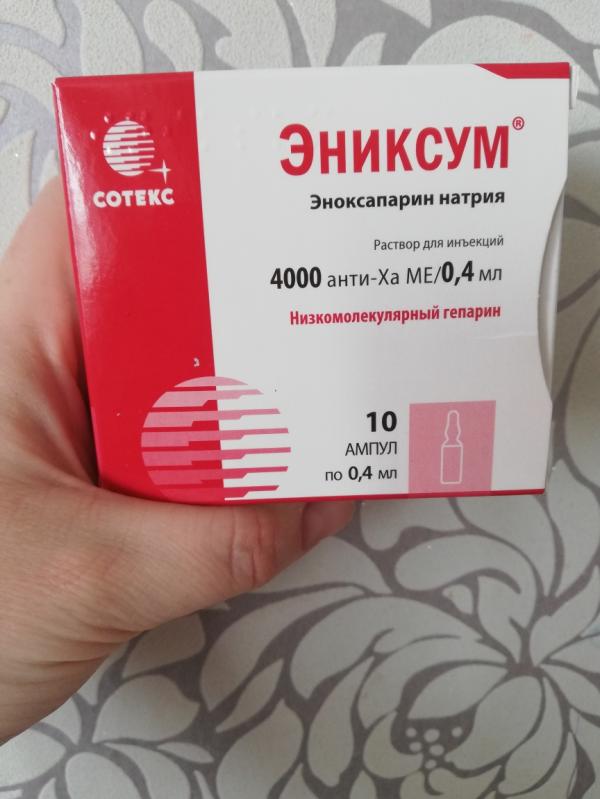 СОТЕКС
ЭНИКСУМ®
Эноксапарин натрия
Раствор для инъекций
4000 анти-Ха МЕ/0,4 мл
Низкомолекулярный гепарин
10
АМПУЛ
по 0,4 мл